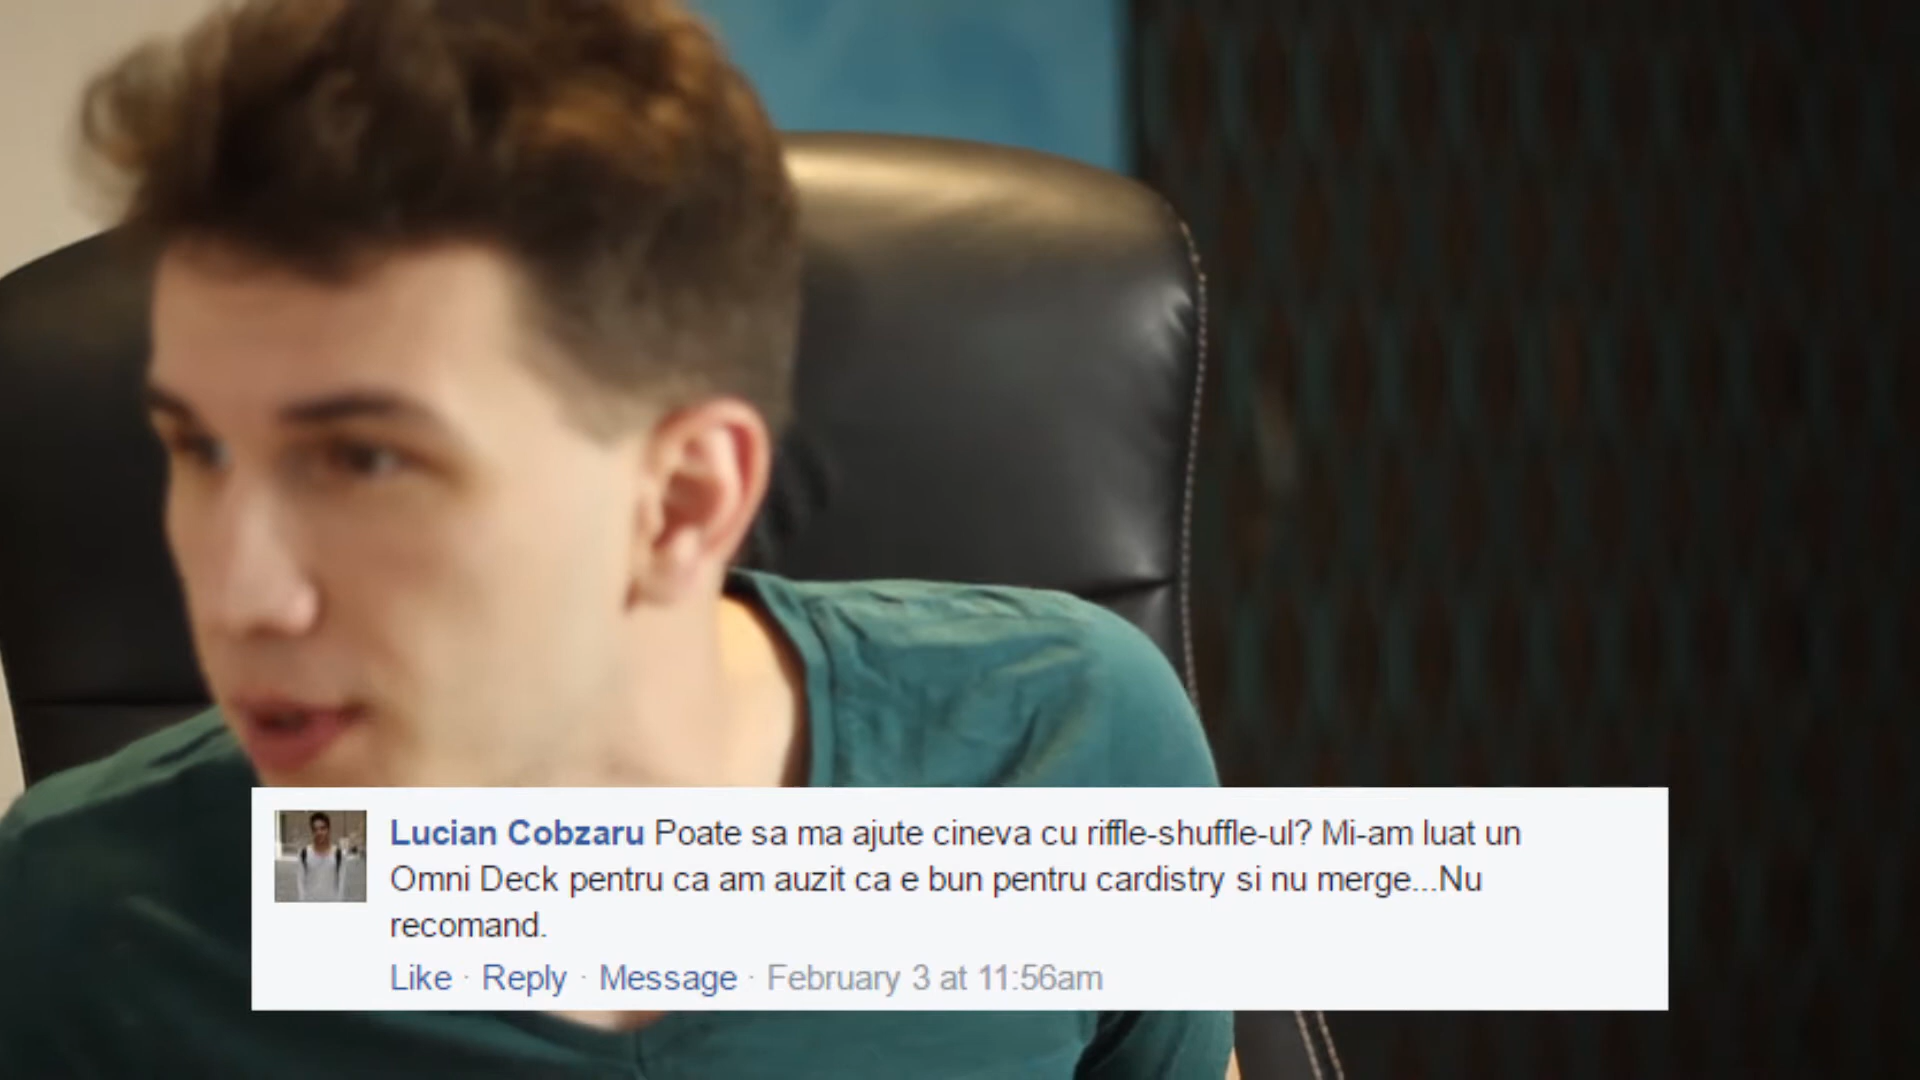 Lucian Cobzaru Poate sa ma ajute cineva cu riffle-shuffle-ul? Mi-am luat un
Omni Deck pentru ca am auzit ca e bun pentru cardistry si nu merge...Nu
recomand.
Like · Reply · Message · February 3 at 11:56am